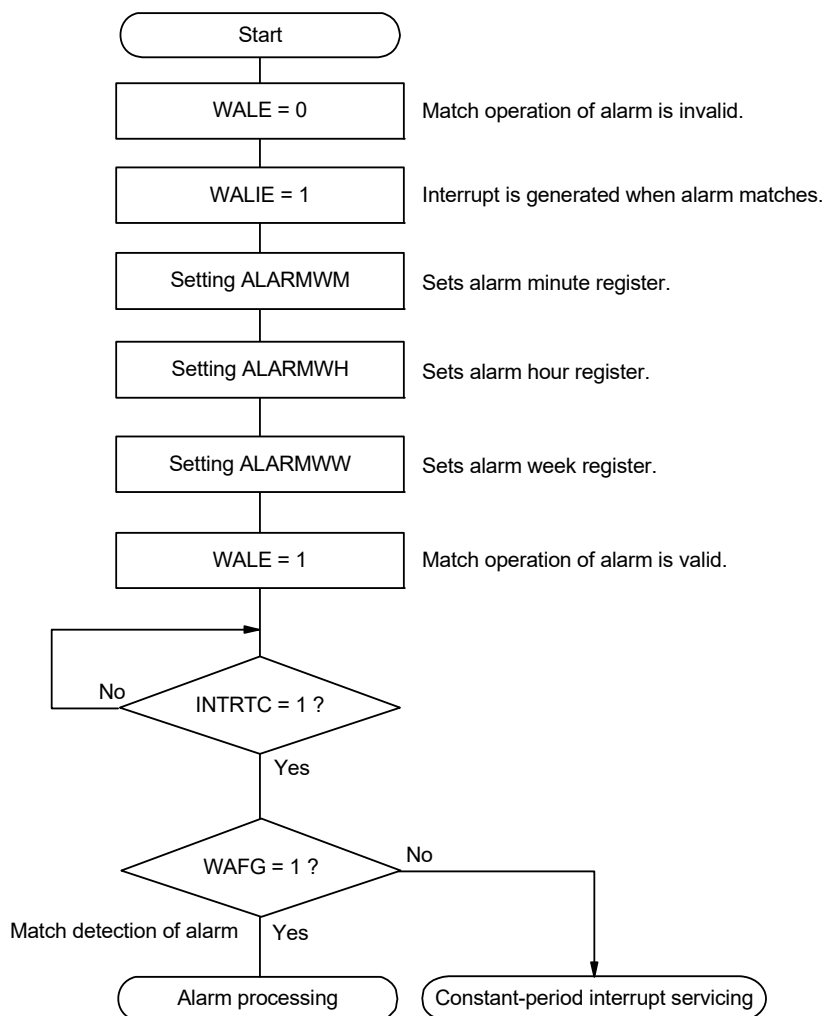 Start
WALE = 0
Match operation of alarm is invalid.
WALIE = 1
Interrupt is generated when alarm matches.
Setting ALARMWM
Sets alarm minute register.
Setting ALARMWH
Sets alarm hour register.
Setting ALARMWW
Sets alarm week register.
WALE = 1
Match operation of alarm is valid.
No
INTRTC = 1 ?
Yes
WAFG = 1 ?
No
Match detection of alarm
Yes
Alarm processing
Constant-period interrupt servicing